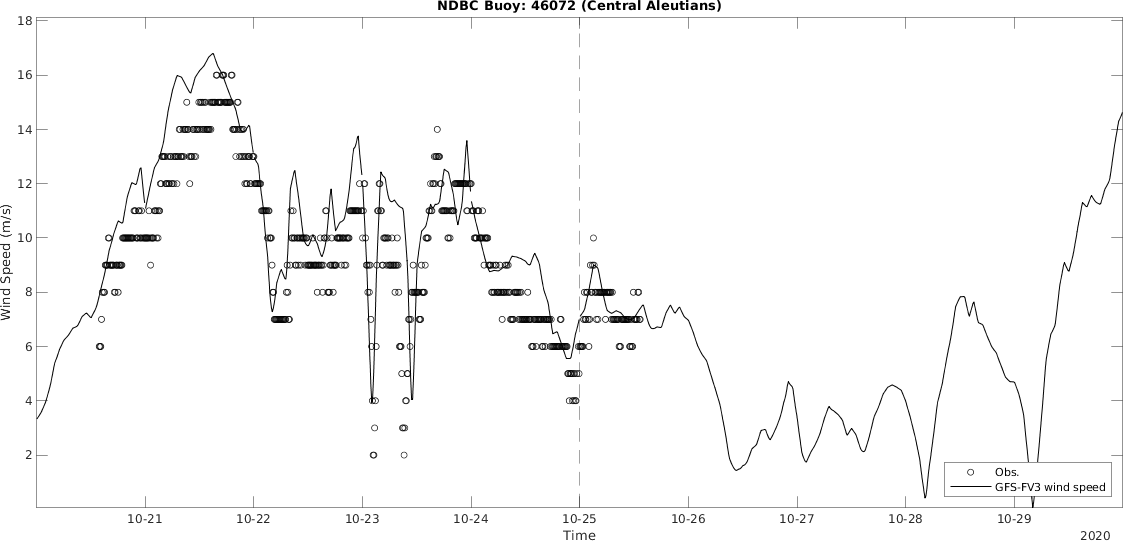 NDBC Buoy: 46072 (Central Aleutians)
18
16
14
12
10
8
6
4
2
Wind Speed (m/s)
Obs.
GFS-FV3 wind speed
10-21 10-22 10-23 10-24 10-25 10-26 10-27 10-28 10-29
Time
2020